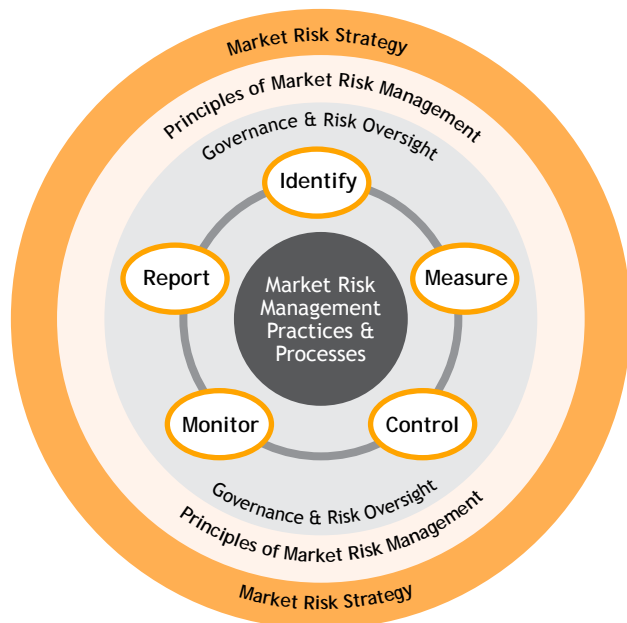 Market Risk Strategy
Principles of Market Risk Management
Governance & Risk Oversight
Identify
Report
Measure
Market Risk
Management
Practices &
Processes
Monitor
Control
Governance & Risk Oversight
Principles of Market Risk Management
Market Risk Strategy